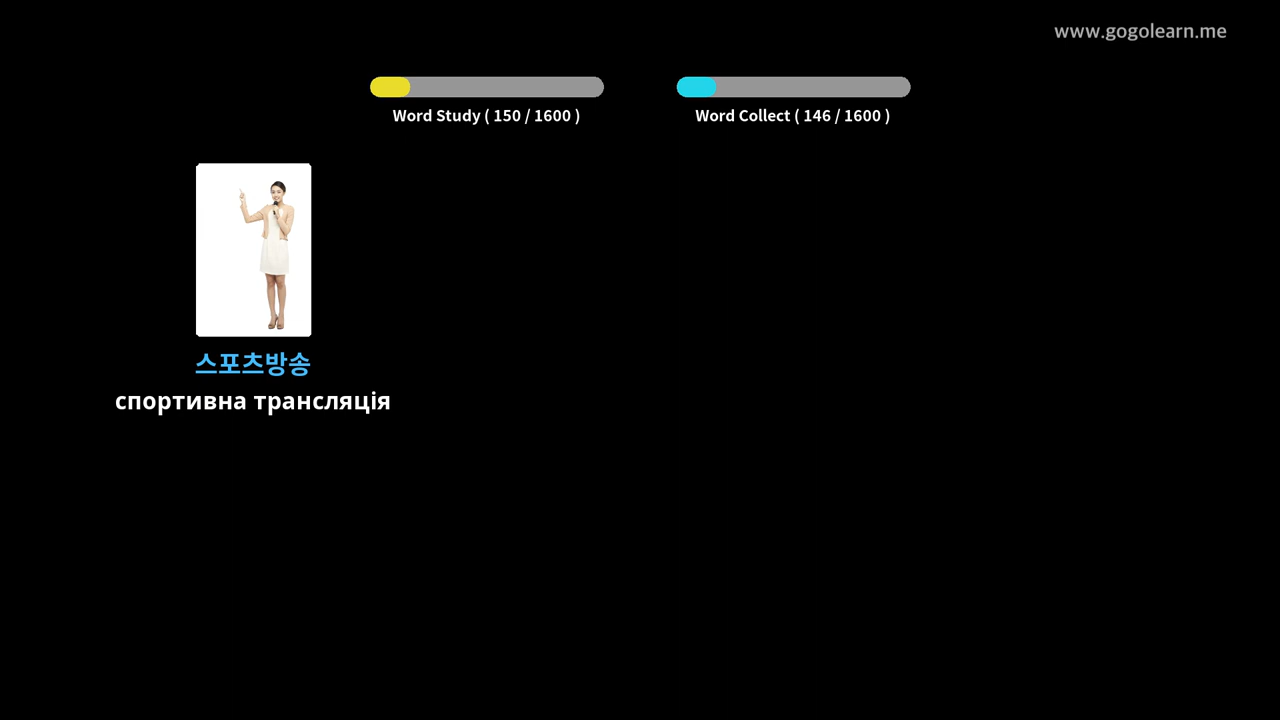 www.gogolearn.me
Word Study ( 150 / 1600 )
Word Collect ( 146 / 1600 )
스포츠방송
спортивна трансляція